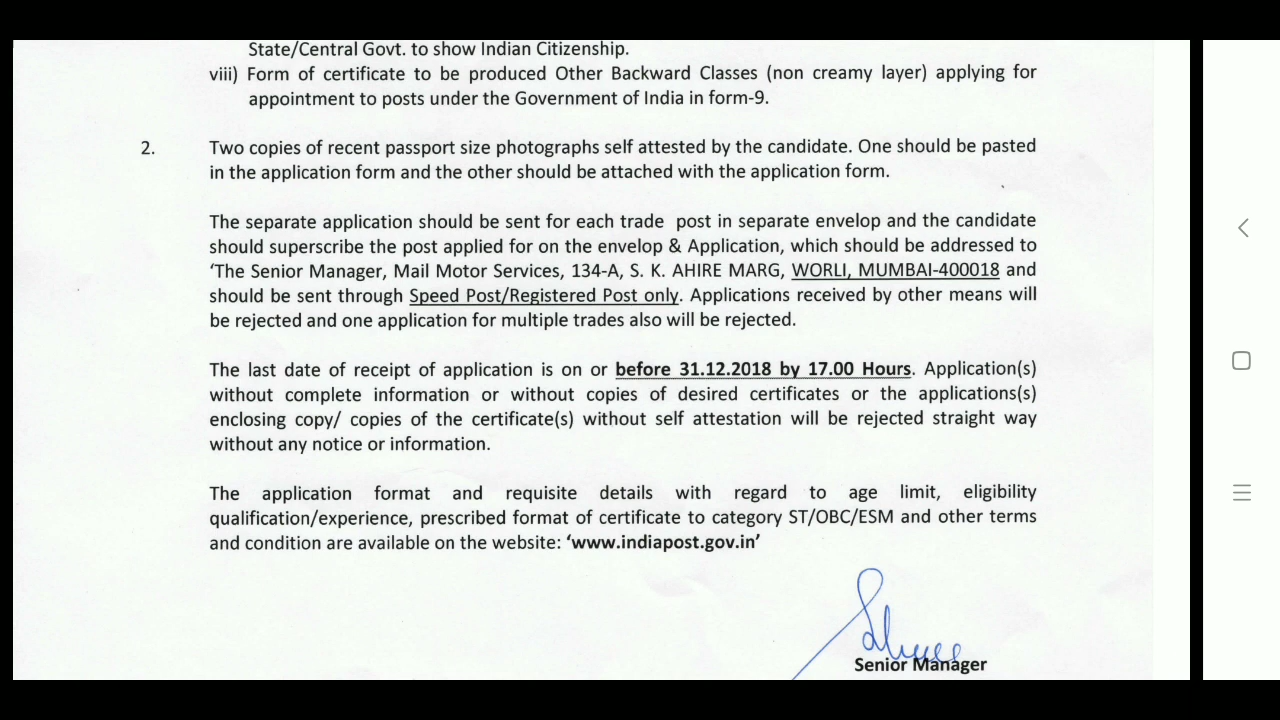 State/Central Govt. to show Indian Citizenship.
viii) Form of certificate to be produced Other Backward Classes (non creamy layer) applying for
appointment to posts under the Government of India in form-9.
2. Two copies of recent passport size photographs self attested by the candidate. One should be pasted
in the application form and the other should be attached with the application form.
The separate application should be sent for each trade post in separate envelop and the candidate
should superscribe the post applied for on the envelop & Application, which should be addressed to
‘The Senior Manager, Mail Motor Services, 134-A, S. K. AHIRE MARG, WORLI, MUMBAI-400018 and
should be sent through Speed Post/Registered Post only. Applications received by other means will
be rejected and one application for multiple trades also will be rejected.
The last date of receipt of application is on or before 31.12.2018 by 17.00 Hours. Application(s)
without complete information or without copies of desired certificates or the applications(s)
enclosing copy/ copies of the certificate(s) without self attestation will be rejected straight way
without any notice or information.
The application format and requisite details with regard to age limit, eligibility
qualification/experience, prescribed format of certificate to category ST/OBC/ESM and other terms
and condition are available on the website: ‘www.indiapost.gov.in’
Senior Manager